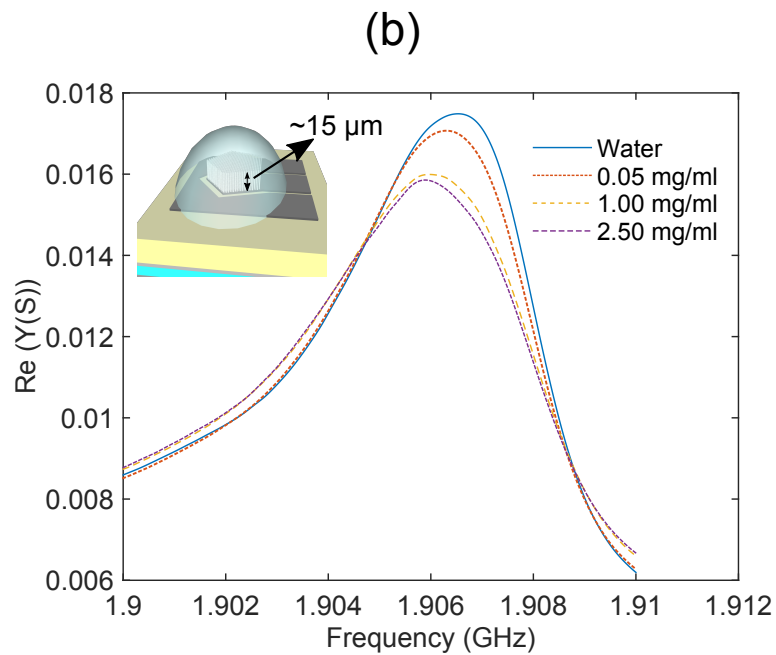 (b)
~15 μm
Water
0.05 mg/ml
1.00 mg/ml
2.50 mg/ml
Re (Y(S))
0.018
0.016
0.014
0.012
0.01
0.008
0.006
1.9 1.902 1.904 1.906 1.908 1.91 1.912
Frequency (GHz)